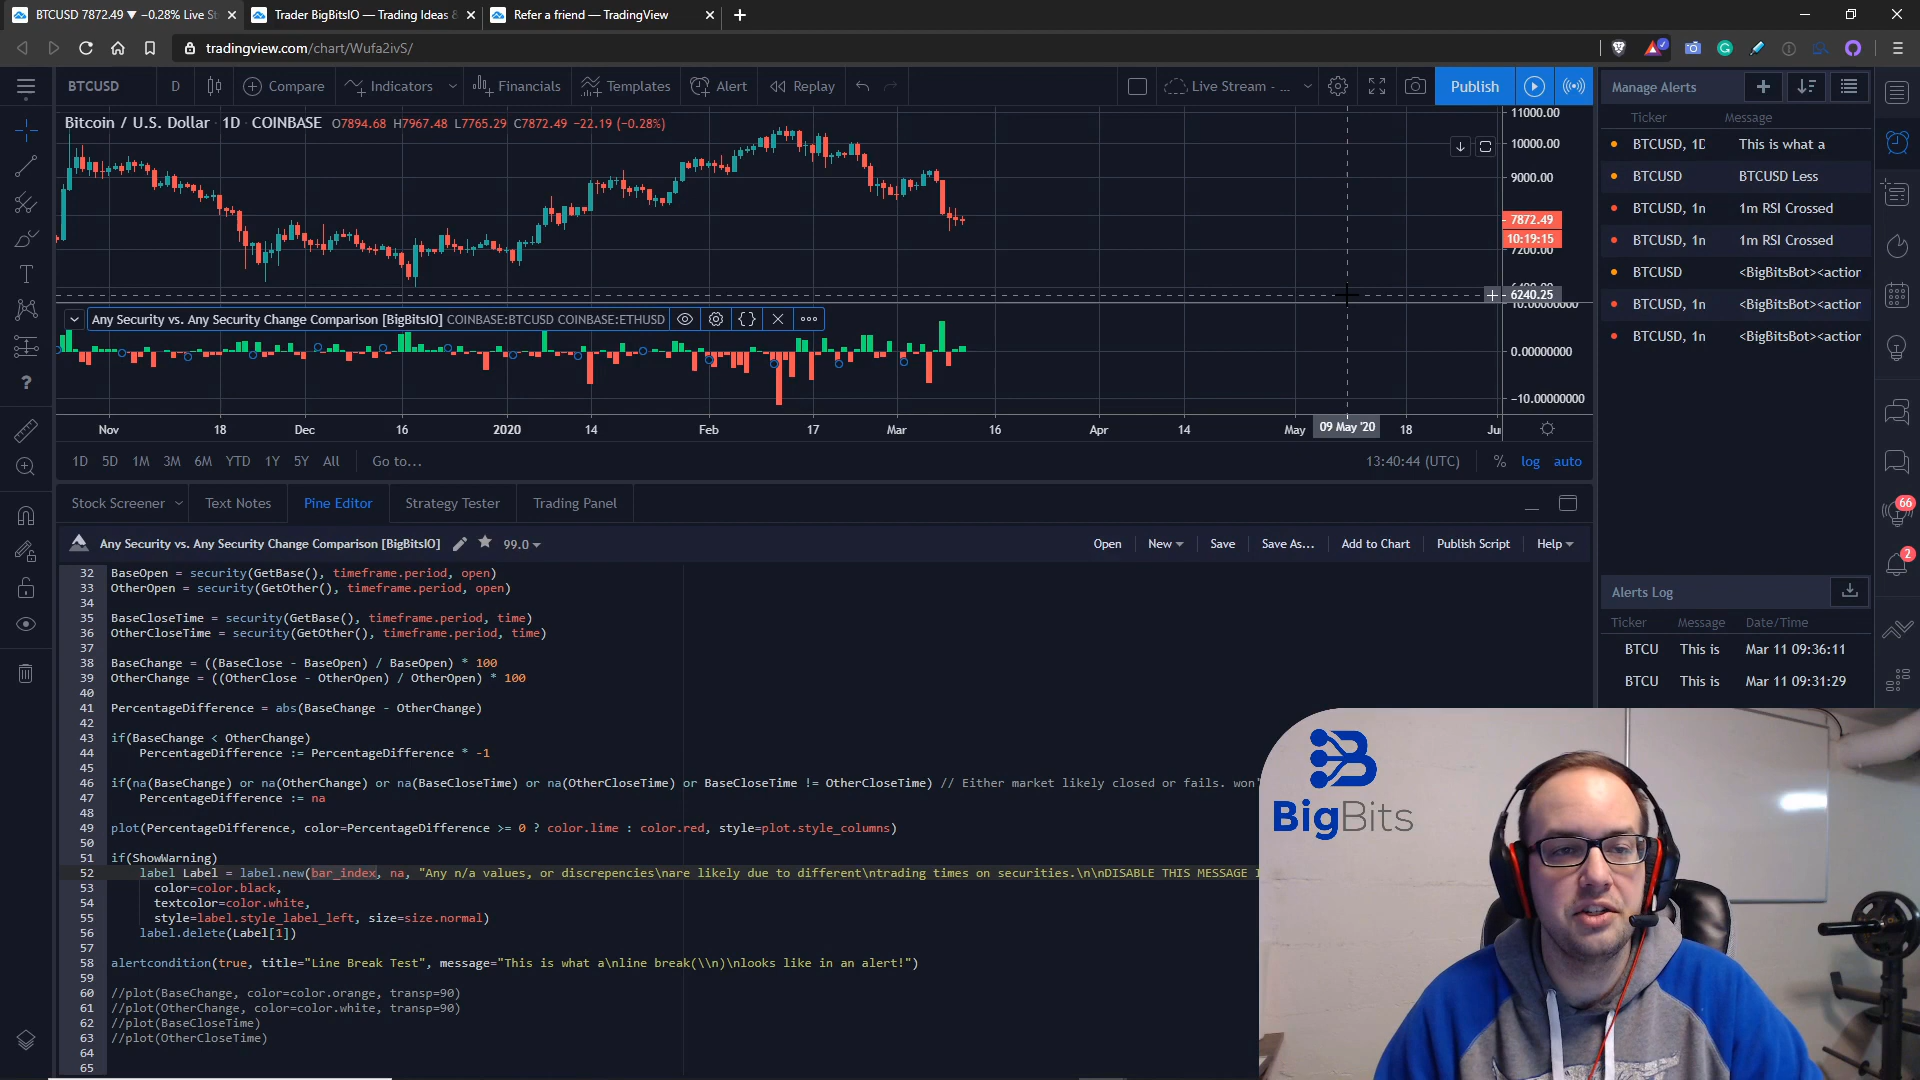 BTCUSD 7872.49 ▼ −0.28% Live St
Trader BigBitsIO — Trading Ideas &
Refer a friend — TradingView
tradingview.com/chart/Wufa2ivS/
BTCUSD
D
Compare
Indicators
Financials
Templates
Alert
Replay
Live Stream - ...
Publish
Manage Alerts
Bitcoin / U.S. Dollar · 1D · COINBASE O7894.68 H7967.48 L7765.29 C7872.49 −22.19 (−0.28%)
11000.00
10000.00
9000.00
7872.49
10:19:15
7200.00
6240.25
10.00000000
0.00000000
−10.00000000
Ticker Message
BTCUSD, 1D This is what a
BTCUSD BTCUSD Less
BTCUSD, 1m 1m RSI Crossed
BTCUSD, 1m 1m RSI Crossed
BTCUSD <BigBitsBot><action
BTCUSD, 1m <BigBitsBot><action
BTCUSD, 1m <BigBitsBot><action
Any Security vs. Any Security Change Comparison [BigBitsIO] COINBASE:BTCUSD COINBASE:ETHUSD
Nov 18 Dec 16 2020 14 Feb 17 Mar 16 Apr 14 May 09 May '20 18 Ju
1D 5D 1M 3M 6M YTD 1Y 5Y All Go to...
13:40:44 (UTC) % log auto
Stock Screener Text Notes Pine Editor Strategy Tester Trading Panel
Any Security vs. Any Security Change Comparison [BigBitsIO] 99.0
Open New Save Save As... Add to Chart Publish Script Help
66
2
32 BaseOpen = security(GetBase(), timeframe.period, open)
33 OtherOpen = security(GetOther(), timeframe.period, open)
34
35 BaseCloseTime = security(GetBase(), timeframe.period, time)
36 OtherCloseTime = security(GetOther(), timeframe.period, time)
37
38 BaseChange = ((BaseClose - BaseOpen) / BaseOpen) * 100
39 OtherChange = ((OtherClose - OtherOpen) / OtherOpen) * 100
40
41 PercentageDifference = abs(BaseChange - OtherChange)
42
43 if(BaseChange < OtherChange)
44 PercentageDifference := PercentageDifference * -1
45
46 if(na(BaseChange) or na(OtherChange) or na(BaseCloseTime) or na(OtherCloseTime) or BaseCloseTime != OtherCloseTime) // Either market likely closed or fails. won'
47 PercentageDifference := na
48
49 plot(PercentageDifference, color=PercentageDifference >= 0 ? color.lime : color.red, style=plot.style_columns)
50
51 if(ShowWarning)
52 label Label = label.new(bar_index, na, "Any n/a values, or discrepencies\nare likely due to different\ntrading times on securities.\n\nDISABLE THIS MESSAGE I
53 color=color.black,
54 textcolor=color.white,
55 style=label.style_label_left, size=size.normal)
56 label.delete(Label[1])
57
58 alertcondition(true, title="Line Break Test", message="This is what a\nline break(\\n)\nlooks like in an alert!")
59
60 //plot(BaseChange, color=color.orange, transp=90)
61 //plot(OtherChange, color=color.white, transp=90)
62 //plot(BaseCloseTime)
63 //plot(OtherCloseTime)
64
65
Alerts Log
Ticker Message Date/Time
BTCU This is Mar 11 09:36:11
BTCU This is Mar 11 09:31:29
BigBits